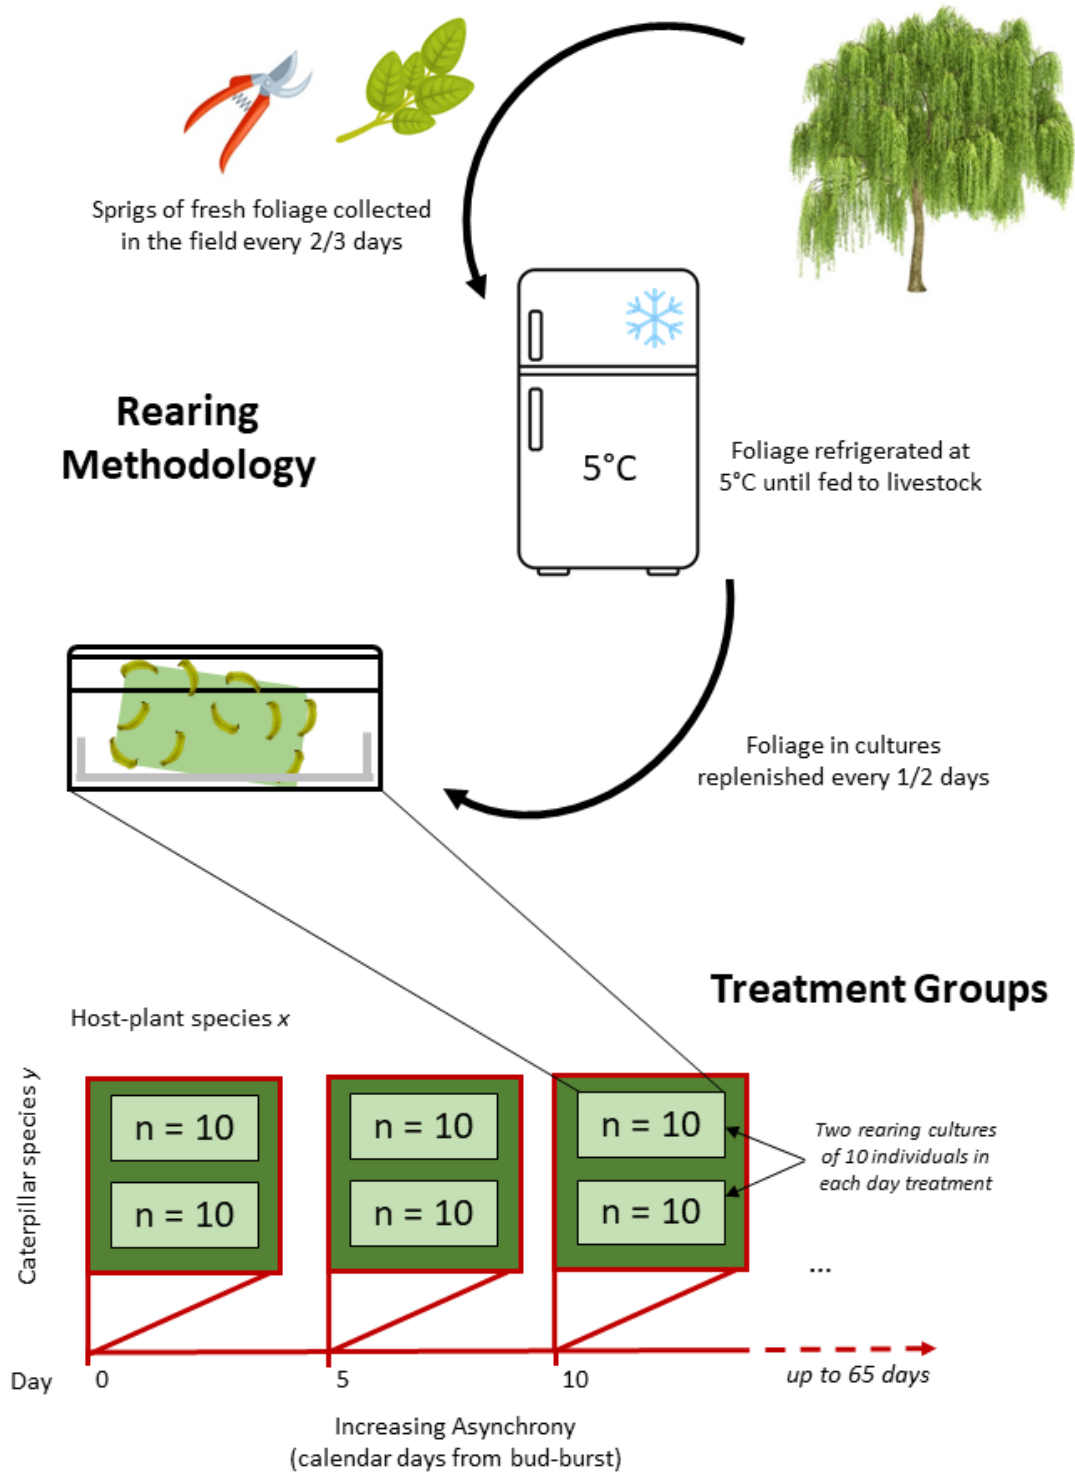 Sprigs of fresh foliage collected
in the field every 2/3 days
Rearing
Methodology
5°C
Foliage refrigerated at
5°C until fed to livestock
Foliage in cultures
replenished every 1/2 days
Treatment Groups
Host-plant species x
Caterpillar species y
n = 10
n = 10
n = 10
n = 10
n = 10
n = 10
Two rearing cultures
of 10 individuals in
each day treatment
...
Day
0
5
10
up to 65 days
Increasing Asynchrony
(calendar days from bud-burst)